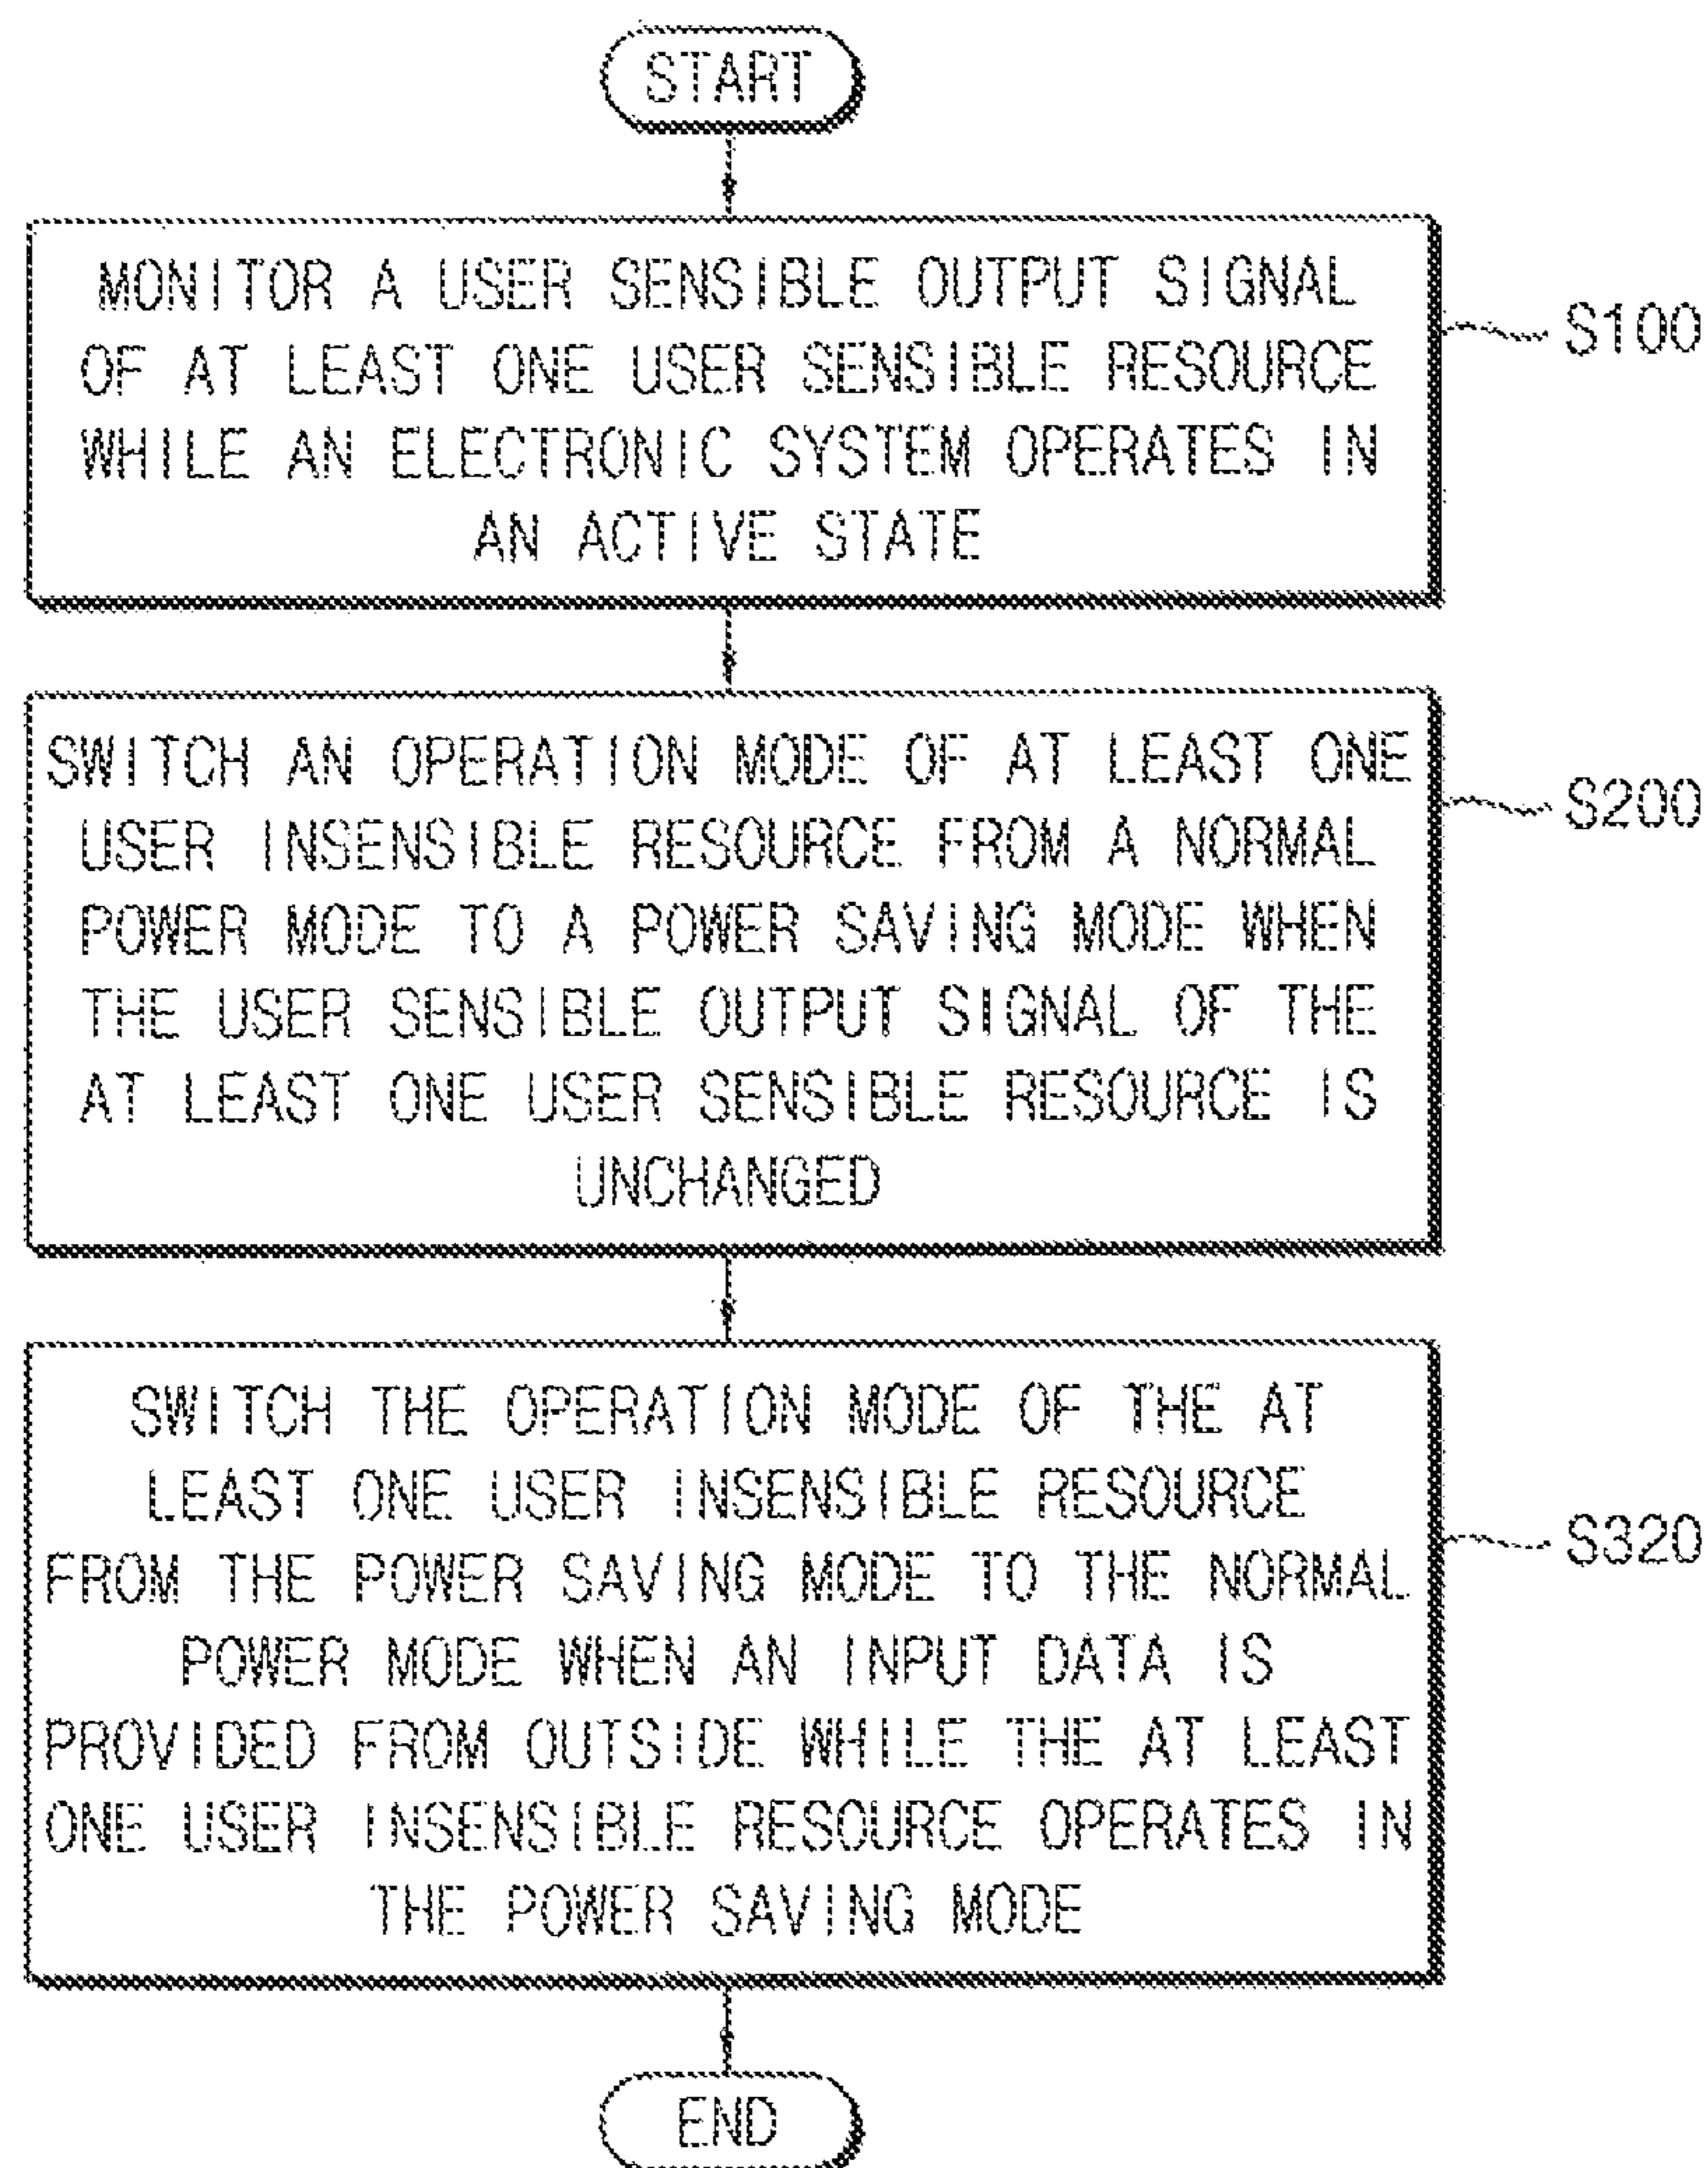 START
MONITOR A USER SENSIBLE OUTPUT SIGNAL
OF AT LEAST ONE USER SENSIBLE RESOURCE
WHILE AN ELECTRONIC SYSTEM OPERATES IN
AN ACTIVE STATE
S100
SWITCH AN OPERATION MODE OF AT LEAST ONE
USER INSENSIBLE RESOURCE FROM A NORMAL
POWER MODE TO A POWER SAVING MODE WHEN
THE USER SENSIBLE OUTPUT SIGNAL OF THE
AT LEAST ONE USER SENSIBLE RESOURCE IS
UNCHANGED
S200
SWITCH THE OPERATION MODE OF THE AT
LEAST ONE USER INSENSIBLE RESOURCE
FROM THE POWER SAVING MODE TO THE NORMAL
POWER MODE WHEN AN INPUT DATA IS
PROVIDED FROM OUTSIDE WHILE THE AT LEAST
ONE USER INSENSIBLE RESOURCE OPERATES IN
THE POWER SAVING MODE
S320
END